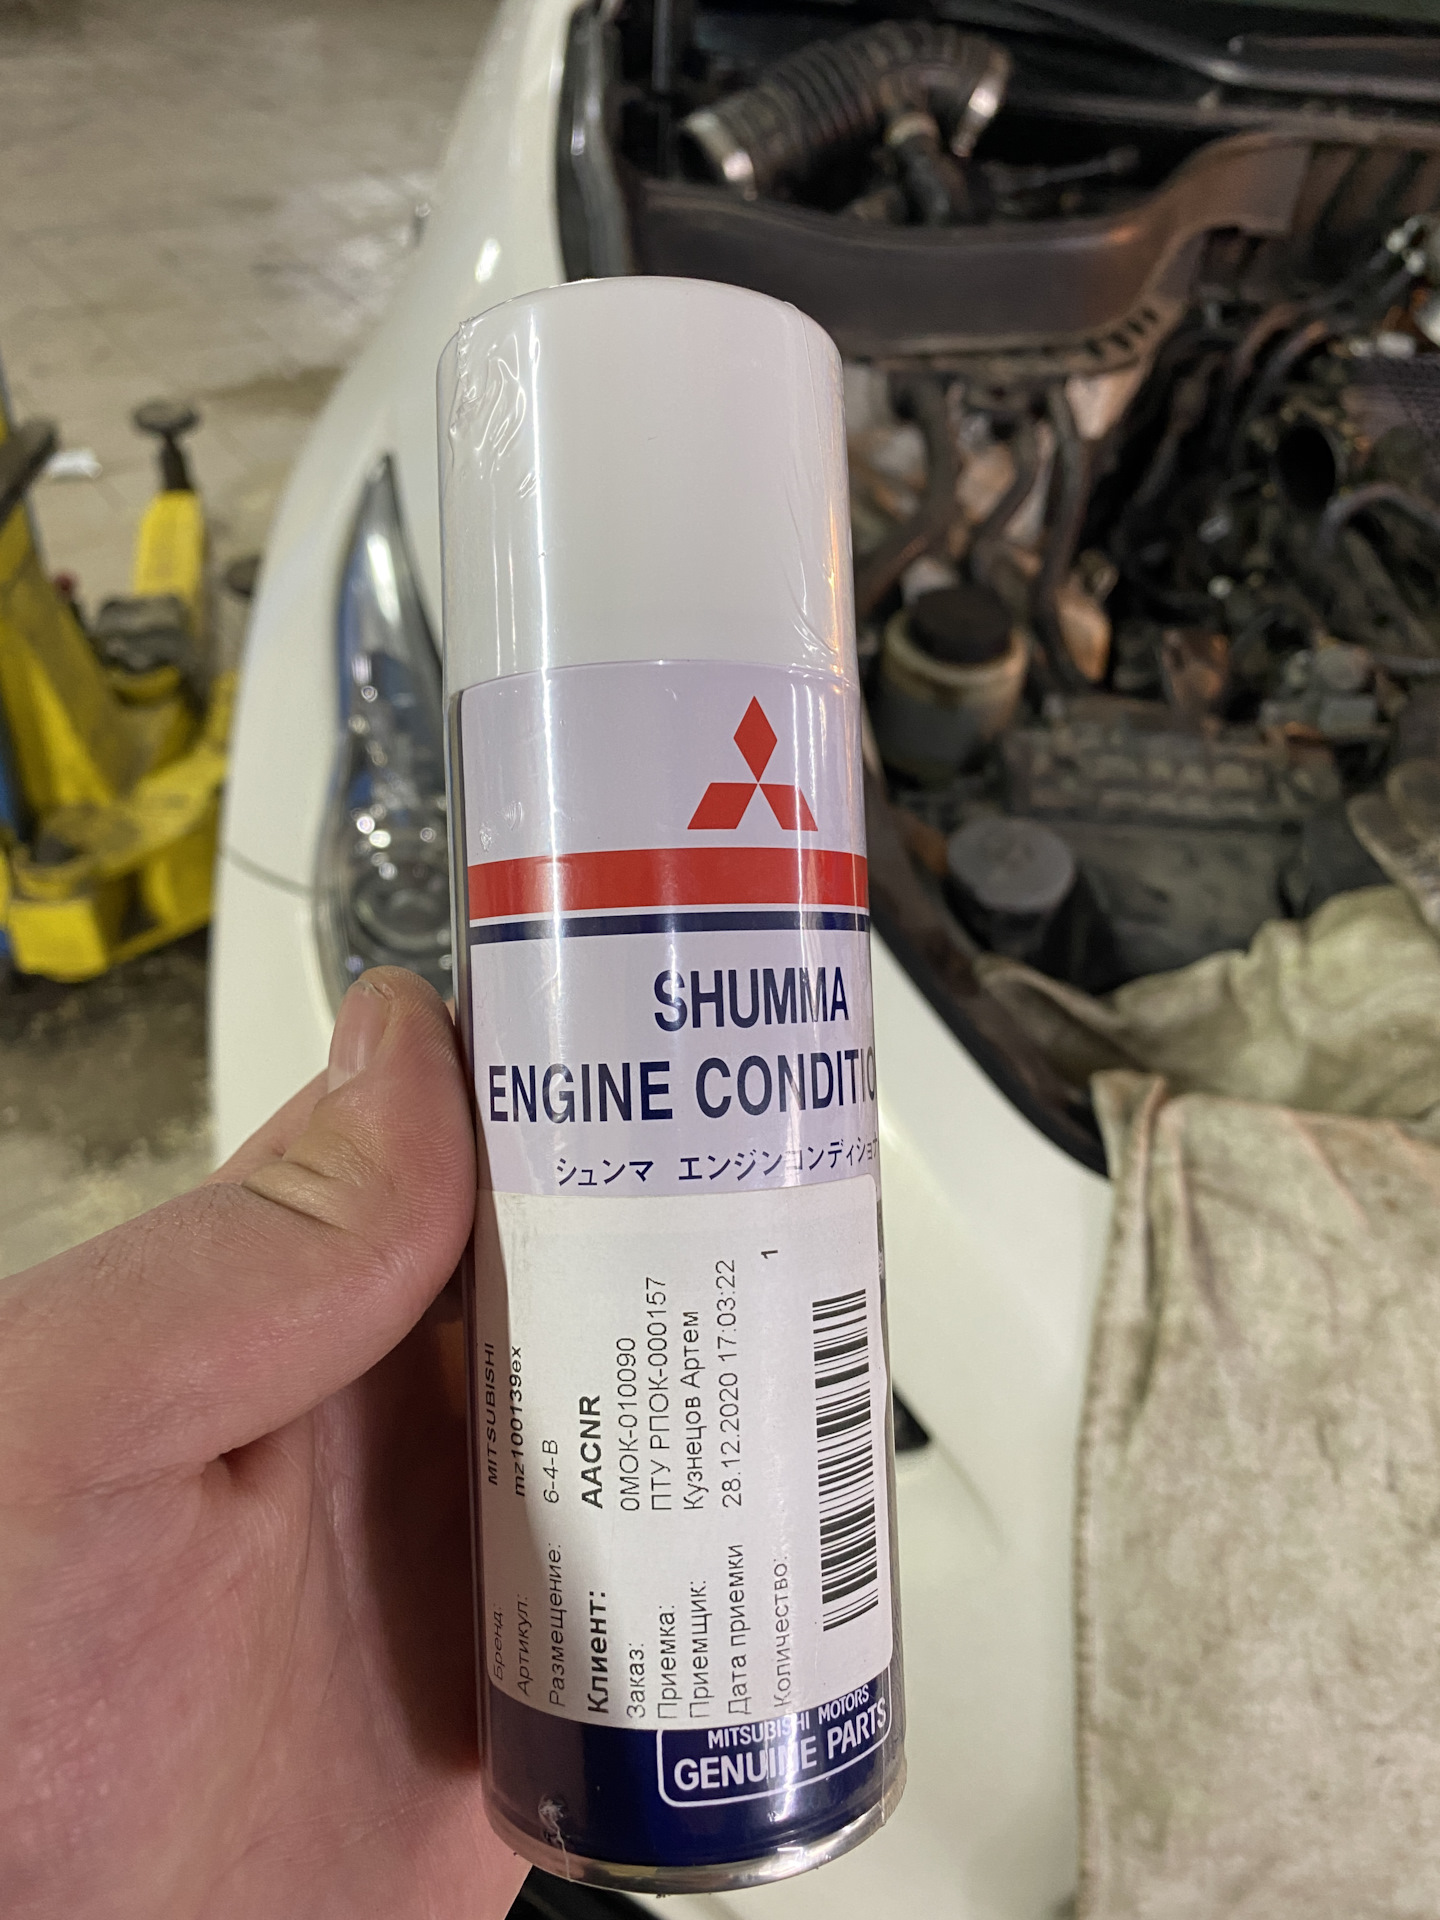 SHUMMA
ENGINE CONDITIO
シュンマ エンジンコンディショナ
Бренд: MITSUBISHI
Артикул: mz100139ex
Размещение: 6-4-B
Клиент: AACNR
Заказ: 0МОК-010090
Приемка: ПТУ РПОК-000157
Приемщик: Кузнецов Артем
Дата приемки 28.12.2020 17:03:22
Количество: 1
MITSUBISHI MOTORS
GENUINE PARTS